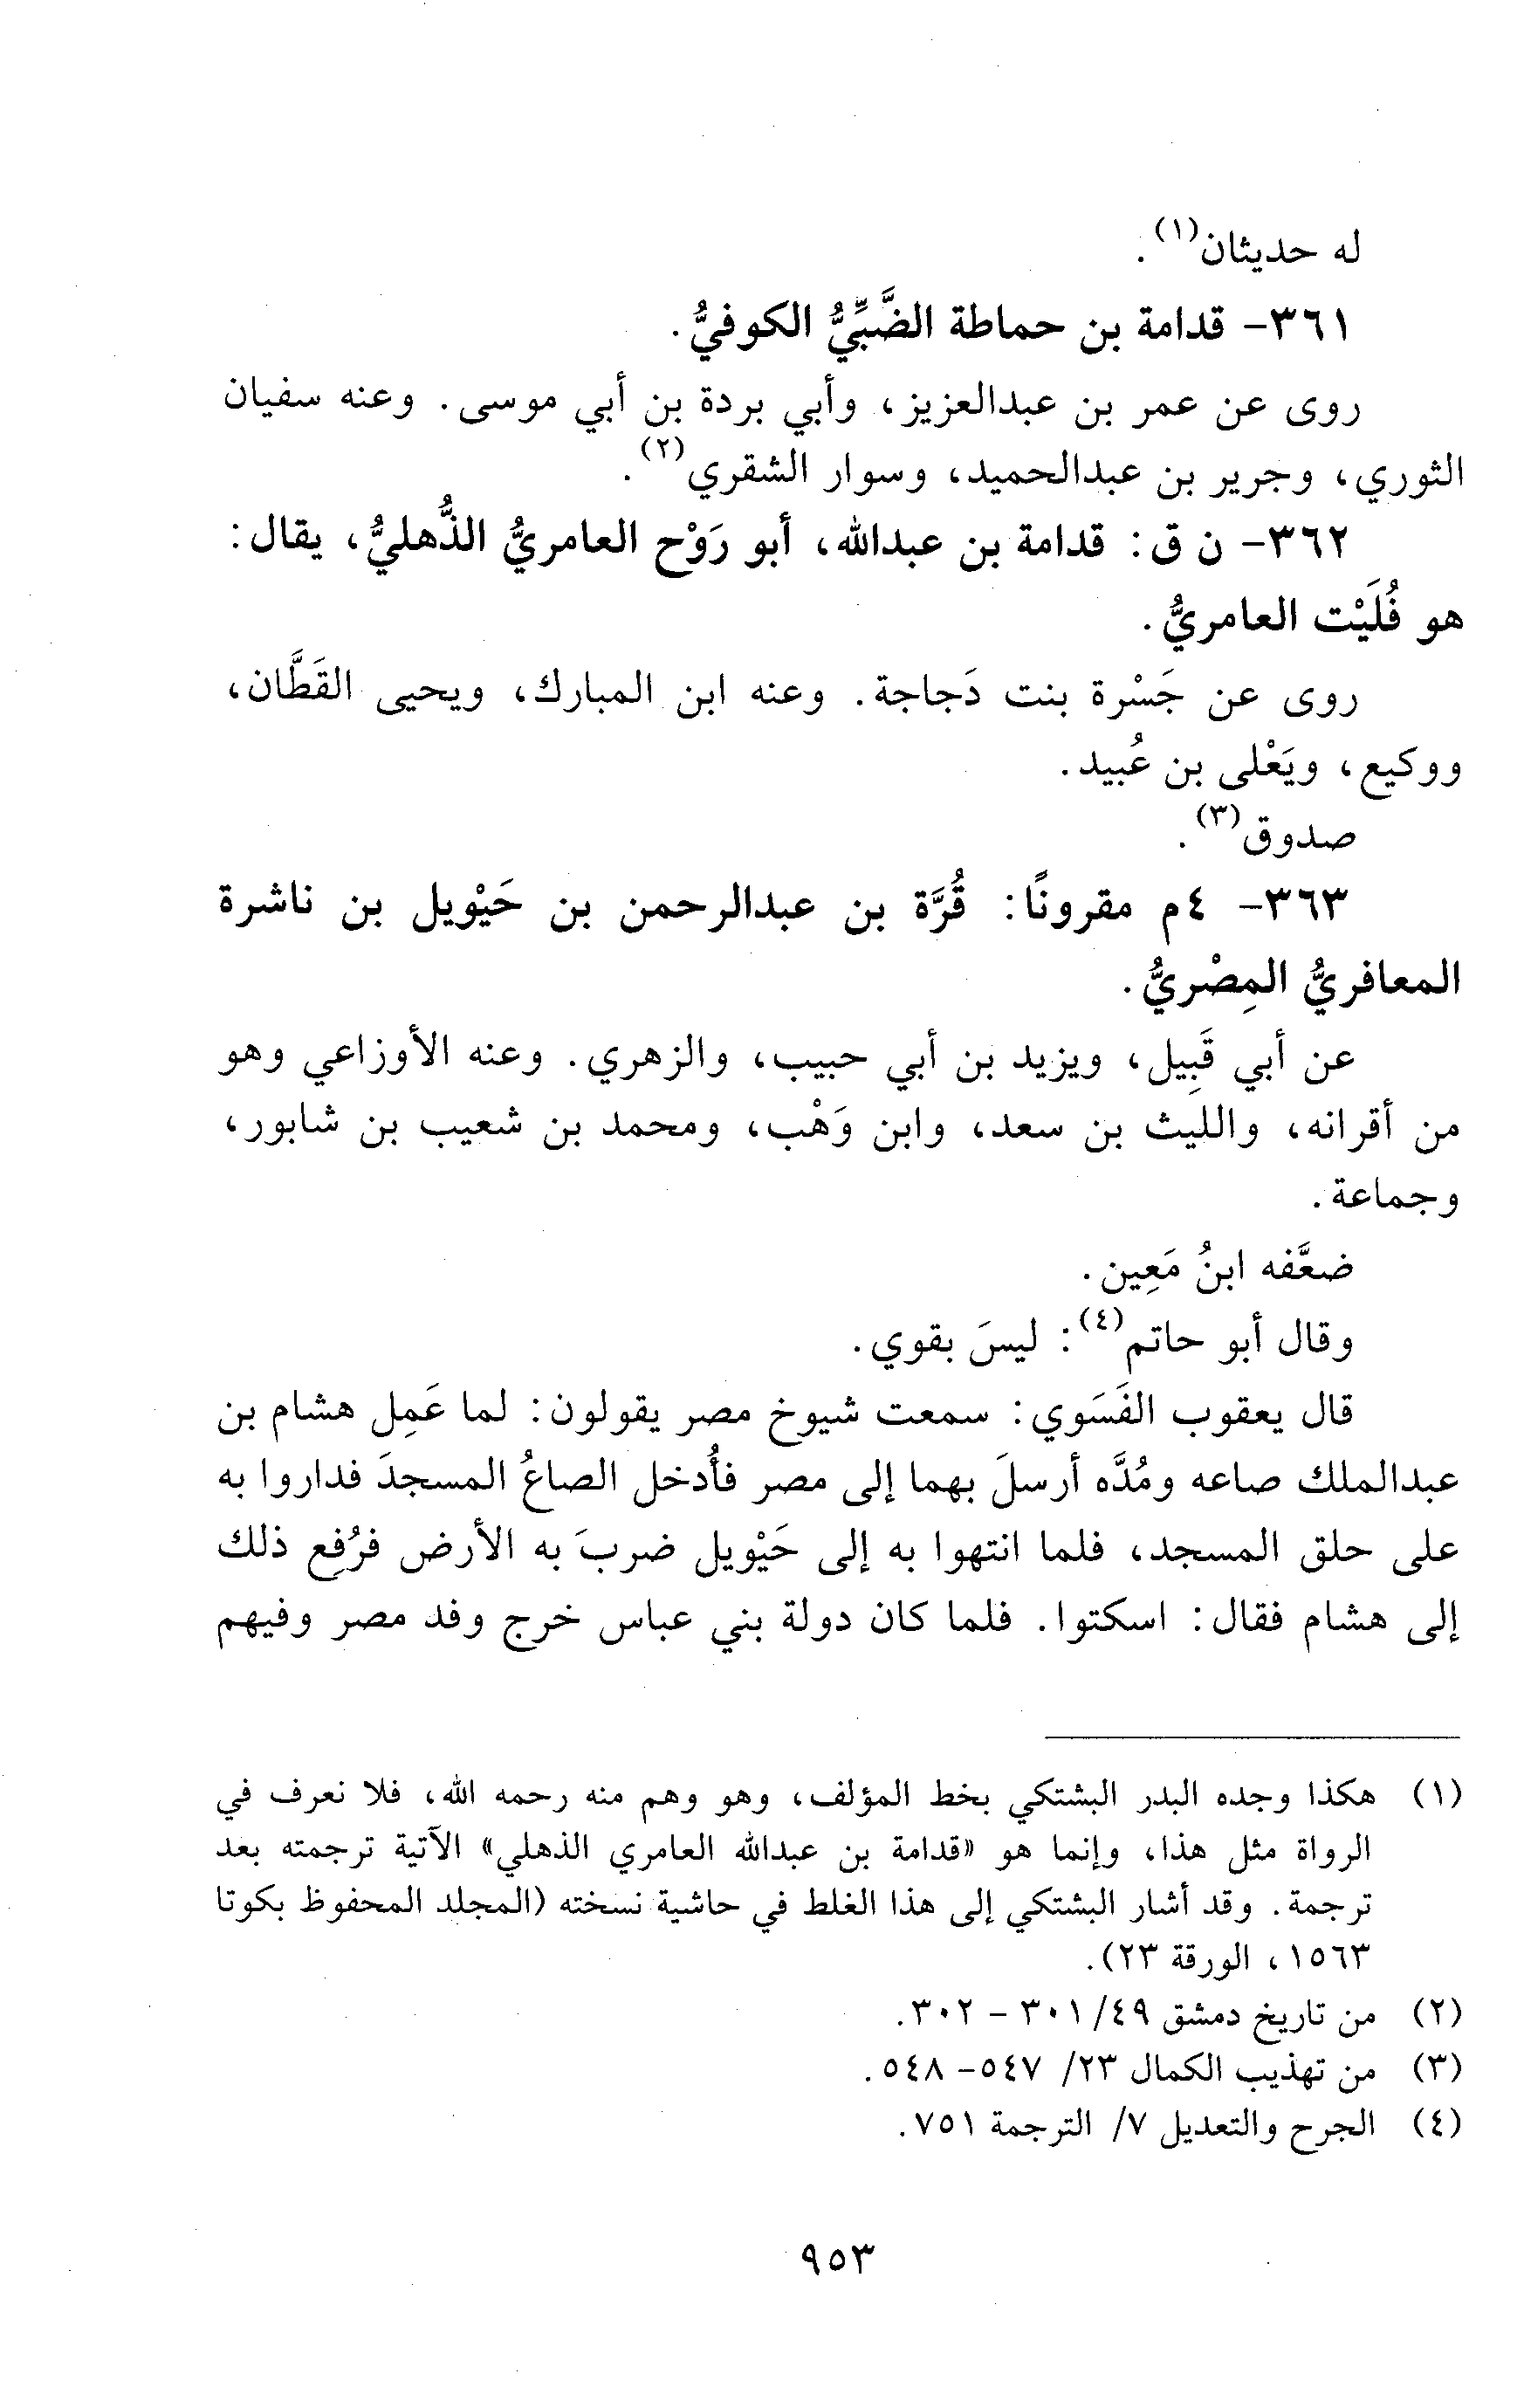 له حديثان(١).
٣٦١- قدامة بن حماطة الضَّبِّيُّ الكوفيُّ.
روى عن عمر بن عبدالعزيز، وأبي بردة بن أبي موسى. وعنه سفيان
الثوري، وجرير بن عبدالحميد، وسوار الشقري(٢).
٣٦٢- ن ق: قدامة بن عبدالله، أبو رَوْح العامريُّ الذُّهليُّ، يقال:
هو فُلَيْت العامريُّ.
روى عن جَسْرة بنت دَجاجة. وعنه ابن المبارك، ويحيى القَطَّان،
ووكيع، ويَعْلى بن عُبيد.
صدوق(٣).
٣٦٣- ٤م مقرونًا: قُرَّة بن عبدالرحمن بن حَيْويل بن ناشرة
المعافريُّ المِصْريُّ.
عن أبي قَبِيل، ويزيد بن أبي حبيب، والزهري. وعنه الأوزاعي وهو
من أقرانه، والليث بن سعد، وابن وَهْب، ومحمد بن شعيب بن شابور،
وجماعة.
ضعَّفه ابنُ مَعِين.
وقال أبو حاتم(٤): ليسَ بقوي.
قال يعقوب الفَسَوي: سمعت شيوخ مصر يقولون: لما عَمِل هشام بن
عبدالملك صاعه ومُدَّه أرسلَ بهما إلى مصر فأُدخل الصاعُ المسجدَ فداروا به
على حلق المسجد، فلما انتهوا به إلى حَيْويل ضربَ به الأرض فرُفِع ذلك
إلى هشام فقال: اسكتوا. فلما كان دولة بني عباس خرج وفد مصر وفيهم
(١) هكذا وجده البدر البشتكي بخط المؤلف، وهو وهم منه رحمه الله، فلا نعرف في
الرواة مثل هذا، وإنما هو «قدامة بن عبدالله العامري الذهلي» الآتية ترجمته بعد
ترجمة. وقد أشار البشتكي إلى هذا الغلط في حاشية نسخته (المجلد المحفوظ بكوتا
١٥٦٣، الورقة ٢٣).
(٢) من تاريخ دمشق ٤٩/ ٣٠١ - ٣٠٢.
(٣) من تهذيب الكمال ٢٣/ ٥٤٧- ٥٤٨.
(٤) الجرح والتعديل ٧/ الترجمة ٧٥١.
٩٥٣